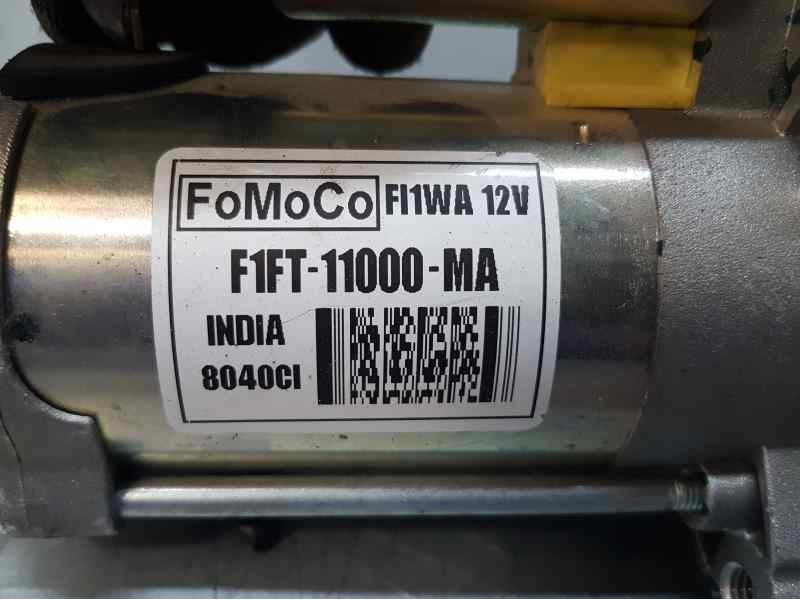 FoMoCo FI1WA 12V
F1FT-11000-MA
INDIA
8040CI